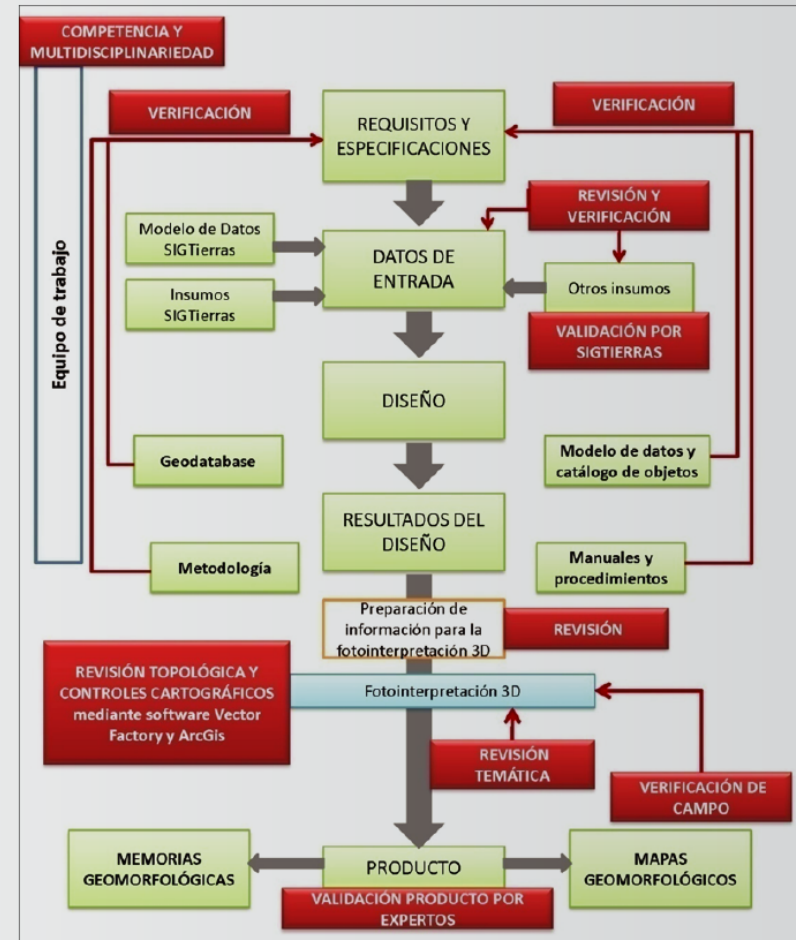 COMPETENCIA Y
MULTIDISCIPLINARIEDAD
VERIFICACIÓN
REQUISITOS Y
ESPECIFICACIONES
VERIFICACIÓN
REVISIÓN Y
VERIFICACIÓN
Modelo de Datos
SIGTierras
DATOS DE
ENTRADA
Insumos
SIGTierras
Otros insumos
VALIDACIÓN POR
SIGTIERRAS
Equipo de trabajo
DISEÑO
Geodatabase
Modelo de datos y
catálogo de objetos
RESULTADOS DEL
DISEÑO
Metodología
Manuales y
procedimientos
Preparación de
información para la
fotointerpretación 3D
REVISIÓN
REVISIÓN TOPOLÓGICA Y
CONTROLES CARTOGRÁFICOS
mediante software Vector
Factory y ArcGis
Fotointerpretación 3D
REVISIÓN
TEMÁTICA
VERIFICACIÓN DE
CAMPO
MEMORIAS
GEOMORFOLÓGICAS
PRODUCTO
MAPAS
GEOMORFOLÓGICOS
VALIDACIÓN PRODUCTO POR
EXPERTOS